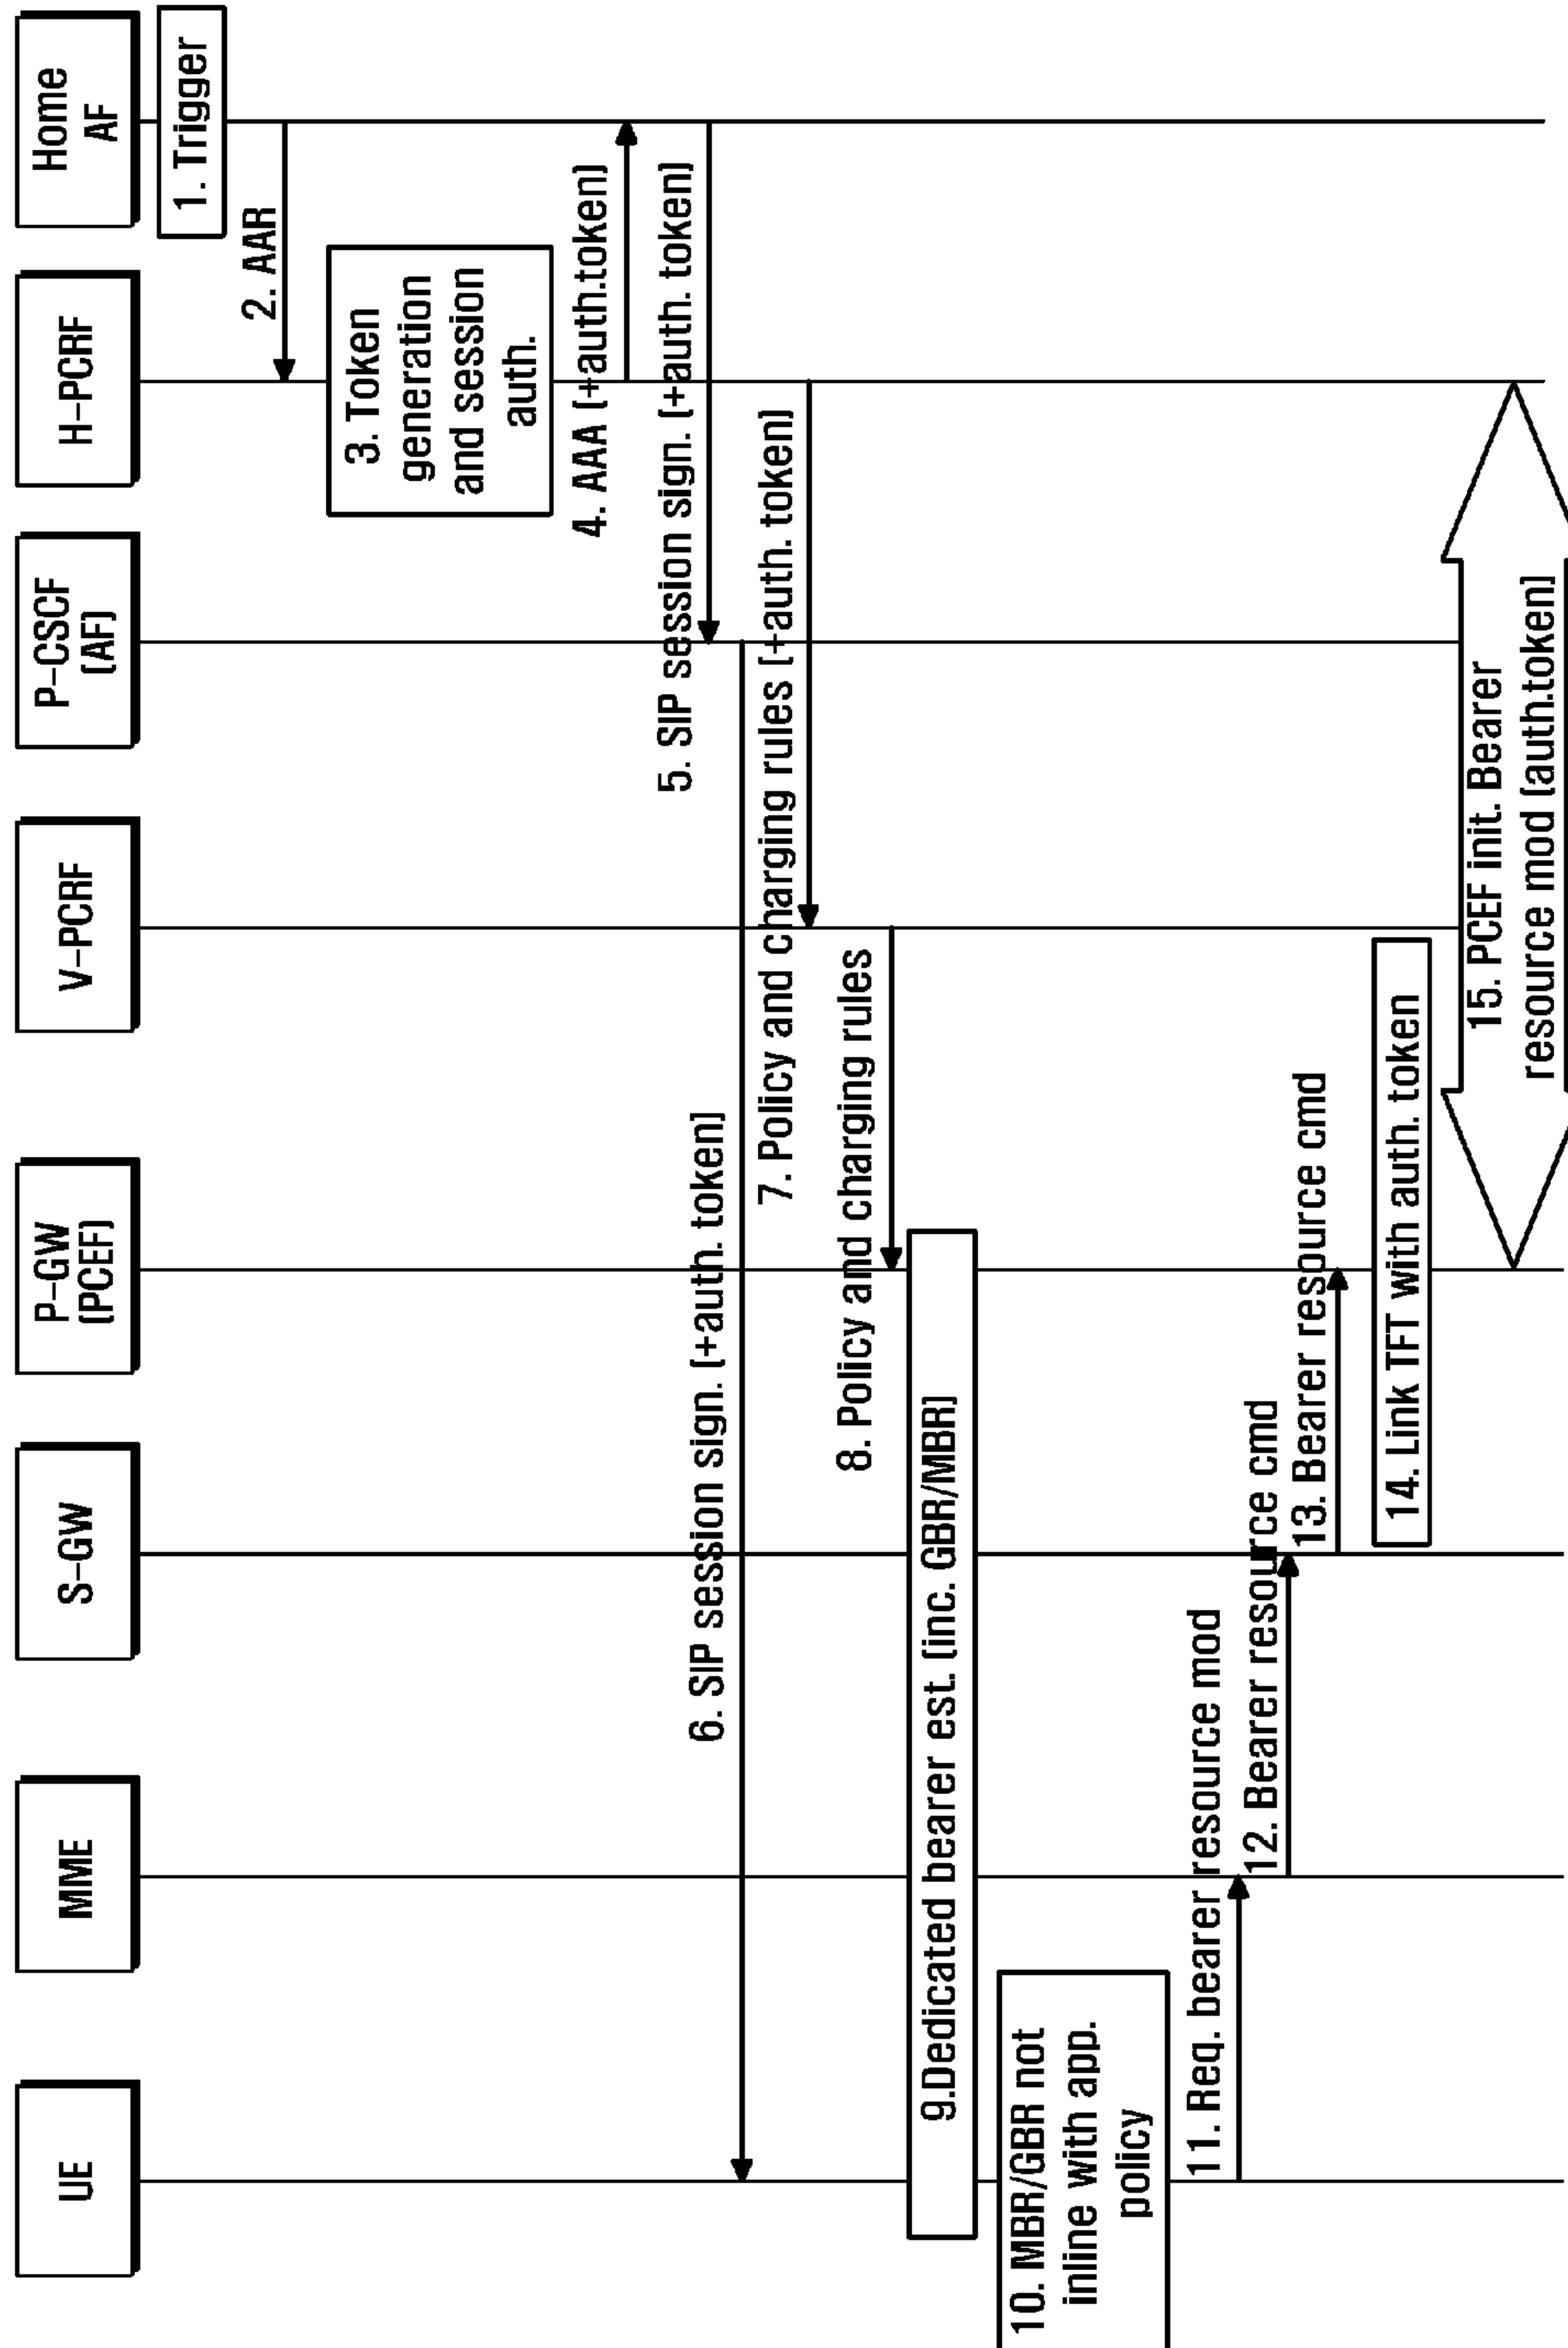 UE
MME
S-GW
P-GW
(PCEF)
V-PCRF
P-CSCF
(AF)
H-PCRF
Home
AF
1. Trigger
2. AAR
3. Token
generation
and session
auth.
4. AAA (+auth.token)
5. SIP session sign. (+auth. token)
6. SIP session sign. (+auth. token)
7. Policy and charging rules (+auth. token)
8. Policy and charging rules
9.Dedicated bearer est. (inc. GBR/MBR)
10. MBR/GBR not
inline with app.
policy
11. Req. bearer resource mod
12. Bearer resource cmd
13. Bearer resource cmd
14. Link TFT with auth. token
15. PCEF init. Bearer
resource mod (auth.token)